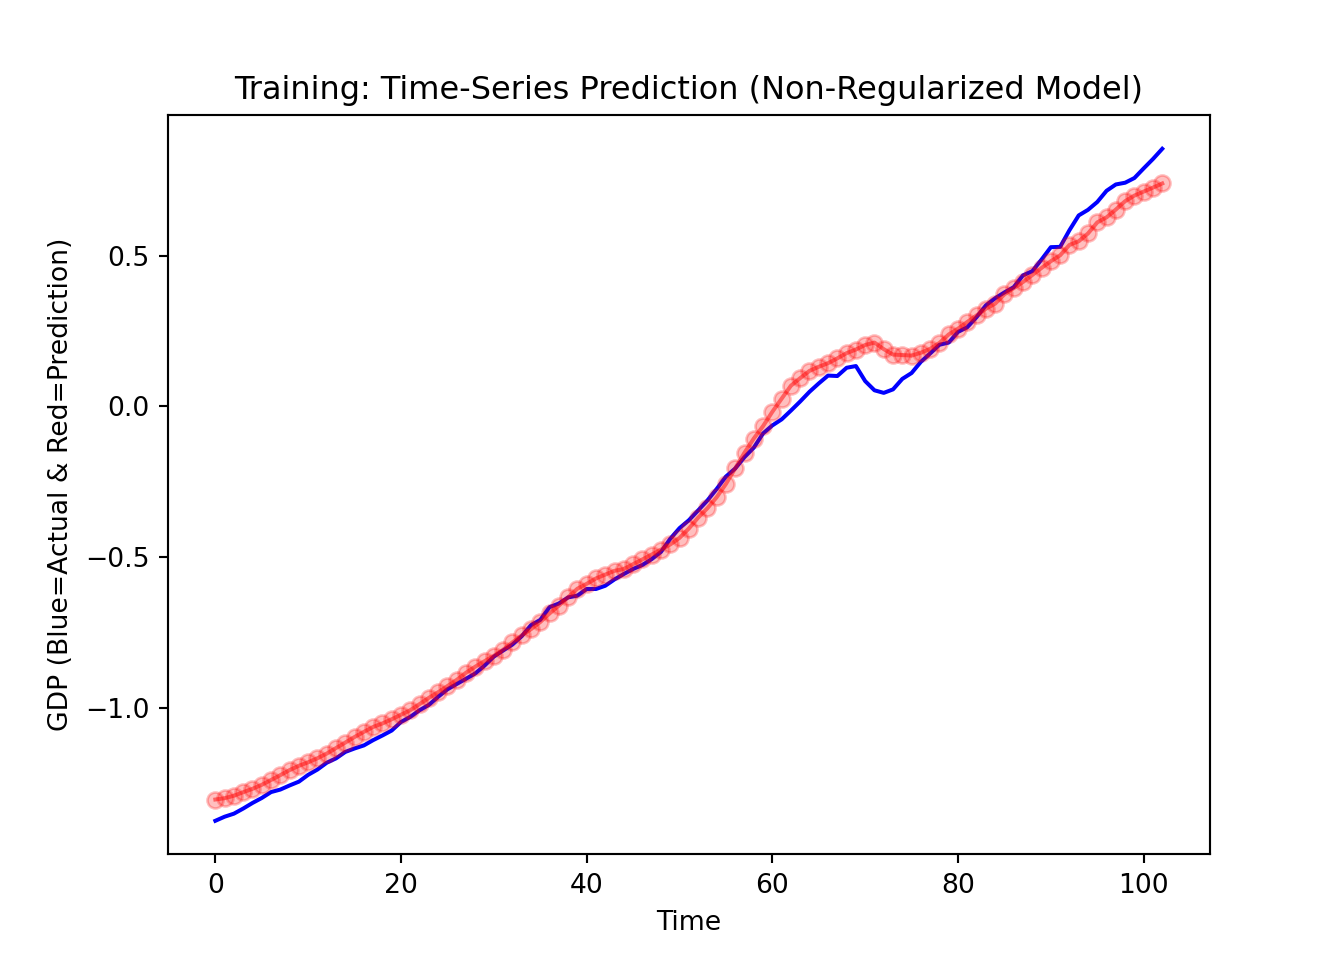 Training: Time-Series Prediction (Non-Regularized Model)
GDP (Blue=Actual & Red=Prediction)
0.5
0.0
−0.5
−1.0
0 20 40 60 80 100
Time